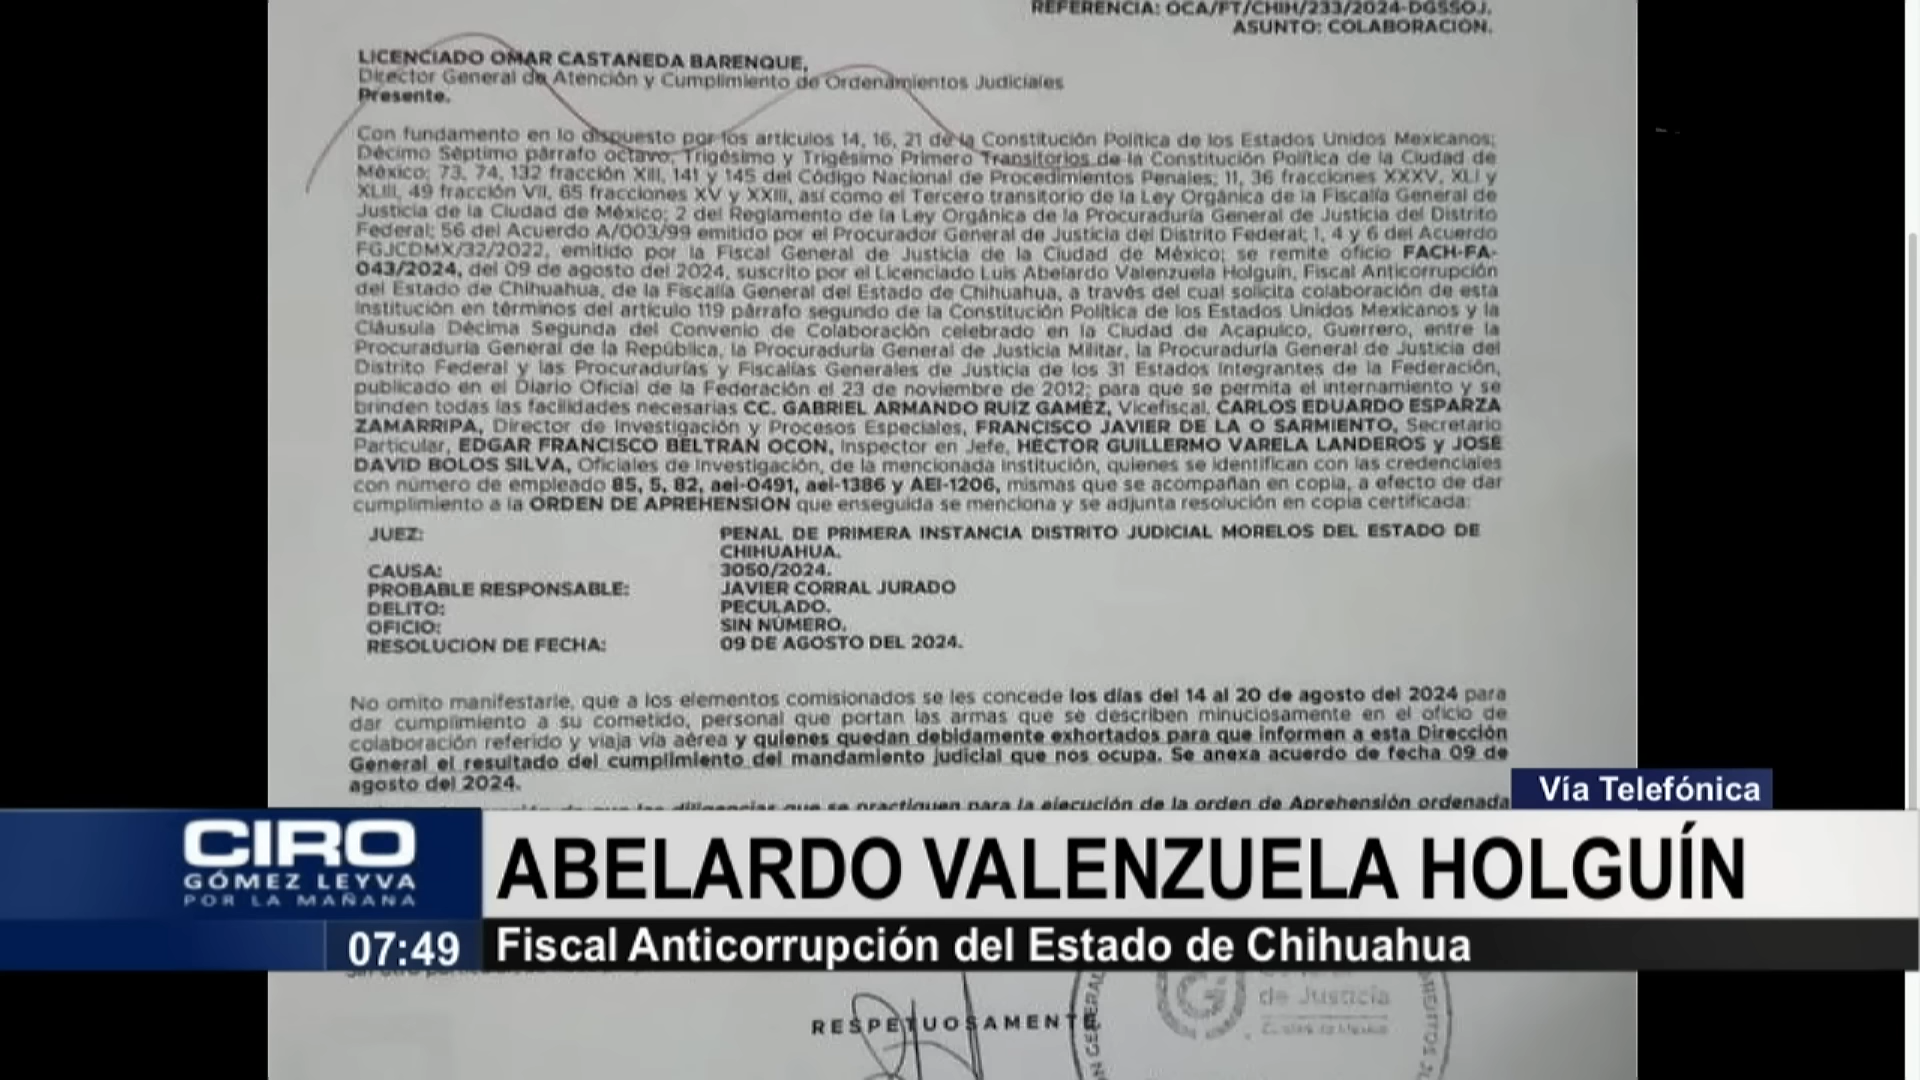 REFERENCIA: OCA/FT/CHIH/233/2024-DGSSOJ.
ASUNTO: COLABORACIÓN.
LICENCIADO OMAR CASTAÑEDA BARENQUE,
Director General de Atención y Cumplimiento de Ordenamientos Judiciales
Presente.
Con fundamento en lo dispuesto por los artículos 14, 16, 21 de la Constitución Política de los Estados Unidos Mexicanos;
Décimo Séptimo párrafo octavo, Trigésimo y Trigésimo Primero Transitorios de la Constitución Política de la Ciudad de
México; 73, 74, 132 fracción XIII, 141 y 145 del Código Nacional de Procedimientos Penales; 11, 36 fracciones XXXV, XLI y
XLIII, 49 fracción VII, 65 fracciones XV y XXIII, así como el Tercero transitorio de la Ley Orgánica de la Fiscalía General de
Justicia de la Ciudad de México; 2 del Reglamento de la Ley Orgánica de la Procuraduría General de Justicia del Distrito
Federal; 56 del Acuerdo A/003/99 emitido por el Procurador General de Justicia del Distrito Federal; 1, 4 y 6 del Acuerdo
FGJCDMX/32/2022, emitido por la Fiscal General de Justicia de la Ciudad de México; se remite oficio FACH-FA-
043/2024, del 09 de agosto del 2024, suscrito por el Licenciado Luis Abelardo Valenzuela Holguín, Fiscal Anticorrupción
del Estado de Chihuahua, de la Fiscalía General del Estado de Chihuahua, a través del cual solicita colaboración de esta
Institución en términos del artículo 119 párrafo segundo de la Constitución Política de los Estados Unidos Mexicanos y la
Cláusula Décima Segunda del Convenio de Colaboración celebrado en la Ciudad de Acapulco, Guerrero, entre la
Procuraduría General de la República, la Procuraduría General de Justicia Militar, la Procuraduría General de Justicia del
Distrito Federal y las Procuradurías y Fiscalías Generales de Justicia de los 31 Estados Integrantes de la Federación,
publicado en el Diario Oficial de la Federación el 23 de noviembre de 2012; para que se permita el internamiento y se
brinden todas las facilidades necesarias CC. GABRIEL ARMANDO RUÍZ GAMEZ, Vicefiscal, CARLOS EDUARDO ESPARZA
ZAMARRIPA, Director de Investigación y Procesos Especiales, FRANCISCO JAVIER DE LA O SARMIENTO, Secretario
Particular, EDGAR FRANCISCO BELTRAN OCON, Inspector en Jefe, HÉCTOR GUILLERMO VARELA LANDEROS y JOSÉ
DAVID BOLOS SILVA, Oficiales de Investigación, de la mencionada institución, quienes se identifican con las credenciales
con número de empleado 85, 5, 82, aei-0491, aei-1386 y AEI-1206, mismas que se acompañan en copia, a efecto de dar
cumplimiento a la ORDEN DE APREHENSIÓN que enseguida se menciona y se adjunta resolución en copia certificada:
JUEZ: PENAL DE PRIMERA INSTANCIA DISTRITO JUDICIAL MORELOS DEL ESTADO DE
CHIHUAHUA.
CAUSA: 3050/2024.
PROBABLE RESPONSABLE: JAVIER CORRAL JURADO
DELITO: PECULADO.
OFICIO: SIN NÚMERO.
RESOLUCIÓN DE FECHA: 09 DE AGOSTO DEL 2024.
No omito manifestarle, que a los elementos comisionados se les concede los días del 14 al 20 de agosto del 2024 para
dar cumplimiento a su cometido, personal que portan las armas que se describen minuciosamente en el oficio de
colaboración referido y viaja vía aérea y quienes quedan debidamente exhortados para que informen a esta Dirección
General el resultado del cumplimiento del mandamiento judicial que nos ocupa. Se anexa acuerdo de fecha 09 de
agosto del 2024.
que las diligencias que se practiquen para la ejecución de la orden de Aprehensión ordenada
Vía Telefónica
CIRO
GÓMEZ LEYVA
POR LA MAÑANA
ABELARDO VALENZUELA HOLGUÍN
07:49
Fiscal Anticorrupción del Estado de Chihuahua
de Justicia
Ciudad de México
RESPETUOSAMENTE
GENERAL